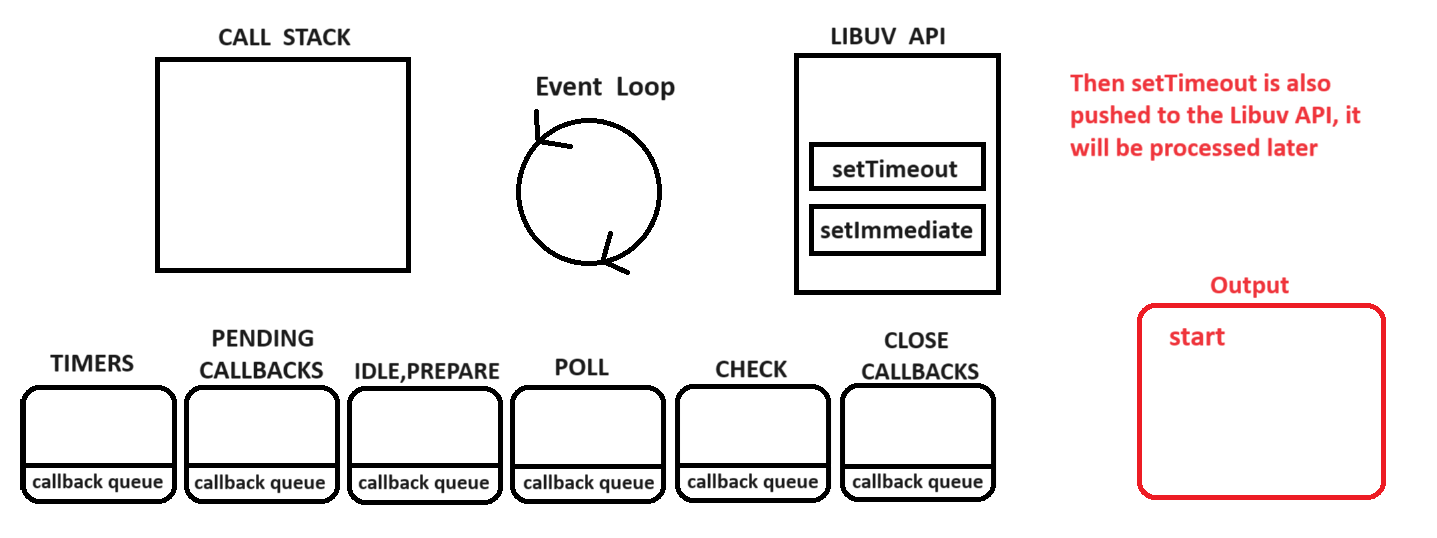 CALL STACK
Event Loop
LIBUV API
setTimeout
setImmediate
Then setTimeout is also
pushed to the Libuv API, it
will be processed later
Output
start
TIMERS
PENDING
CALLBACKS
IDLE,PREPARE
POLL
CHECK
CLOSE
CALLBACKS
callback queue
callback queue
callback queue
callback queue
callback queue
callback queue